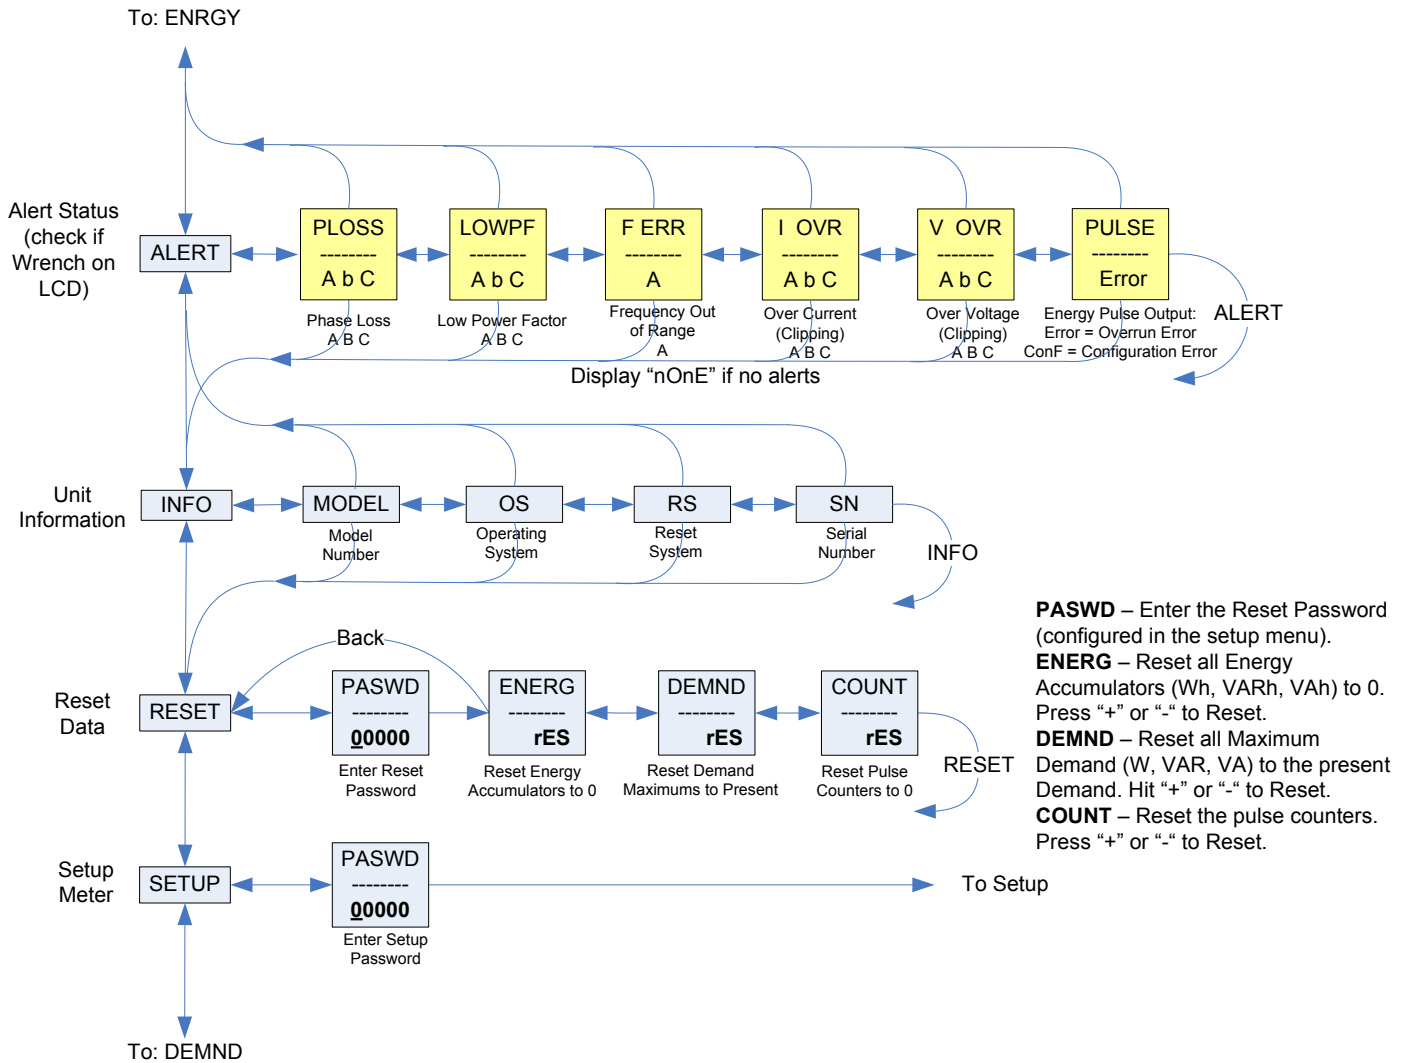 To: ENRGY
Alert Status
(check if
Wrench on
LCD)
ALERT
PLOSS
--------
A b C
Phase Loss
A B C
LOWPF
--------
A b C
Low Power Factor
A B C
F ERR
--------
A
Frequency Out
of Range
A
I OVR
--------
A b C
Over Current
(Clipping)
A B C
V OVR
--------
A b C
Over Voltage
(Clipping)
A B C
PULSE
--------
Error
Energy Pulse Output:
Error = Overrun Error
ConF = Configuration Error
ALERT
Display “nOnE” if no alerts
Unit
Information
INFO
MODEL
Model
Number
OS
Operating
System
RS
Reset
System
SN
Serial
Number
INFO
Back
Reset
Data
RESET
PASWD
--------
00000
Enter Reset
Password
ENERG
--------
rES
Reset Energy
Accumulators to 0
DEMND
--------
rES
Reset Demand
Maximums to Present
COUNT
--------
rES
Reset Pulse
Counters to 0
RESET
PASWD – Enter the Reset Password
(configured in the setup menu).
ENERG – Reset all Energy
Accumulators (Wh, VARh, VAh) to 0.
Press “+” or “-“ to Reset.
DEMND – Reset all Maximum
Demand (W, VAR, VA) to the present
Demand. Hit “+” or “-“ to Reset.
COUNT – Reset the pulse counters.
Press “+” or “-“ to Reset.
Setup
Meter
SETUP
PASWD
--------
00000
Enter Setup
Password
To Setup
To: DEMND